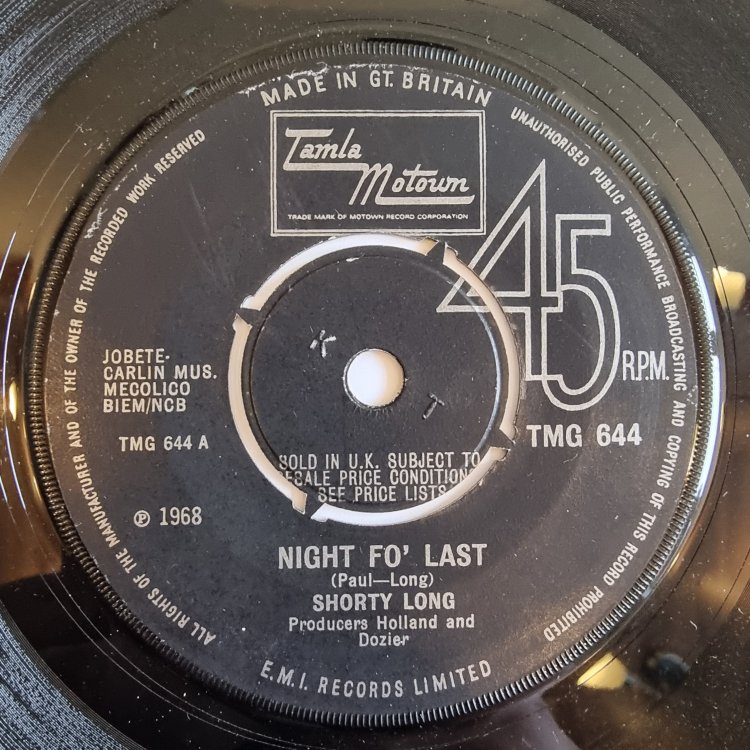 MADE IN GT. BRITAIN
UNAUTHORISED PUBLIC PERFORMANCE BROADCASTING AND COPYING OF THIS RECORD PROHIBITED
ALL RIGHTS OF THE MANUFACTURER AND OF THE OWNER OF THE RECORDED WORK RESERVED
Tamla
Motown
TRADE MARK OF MOTOWN RECORD CORPORATION
45
R.P.M.
K
T
JOBETE-
CARLIN MUS.
MECOLICO
BIEM/NCB
TMG 644 A
TMG 644
SOLD IN U.K. SUBJECT TO
ESALE PRICE CONDITION
SEE PRICE LISTS
℗ 1968
NIGHT FO' LAST
(Paul—Long)
SHORTY LONG
Producers Holland and
Dozier
E.M.I. RECORDS LIMITED